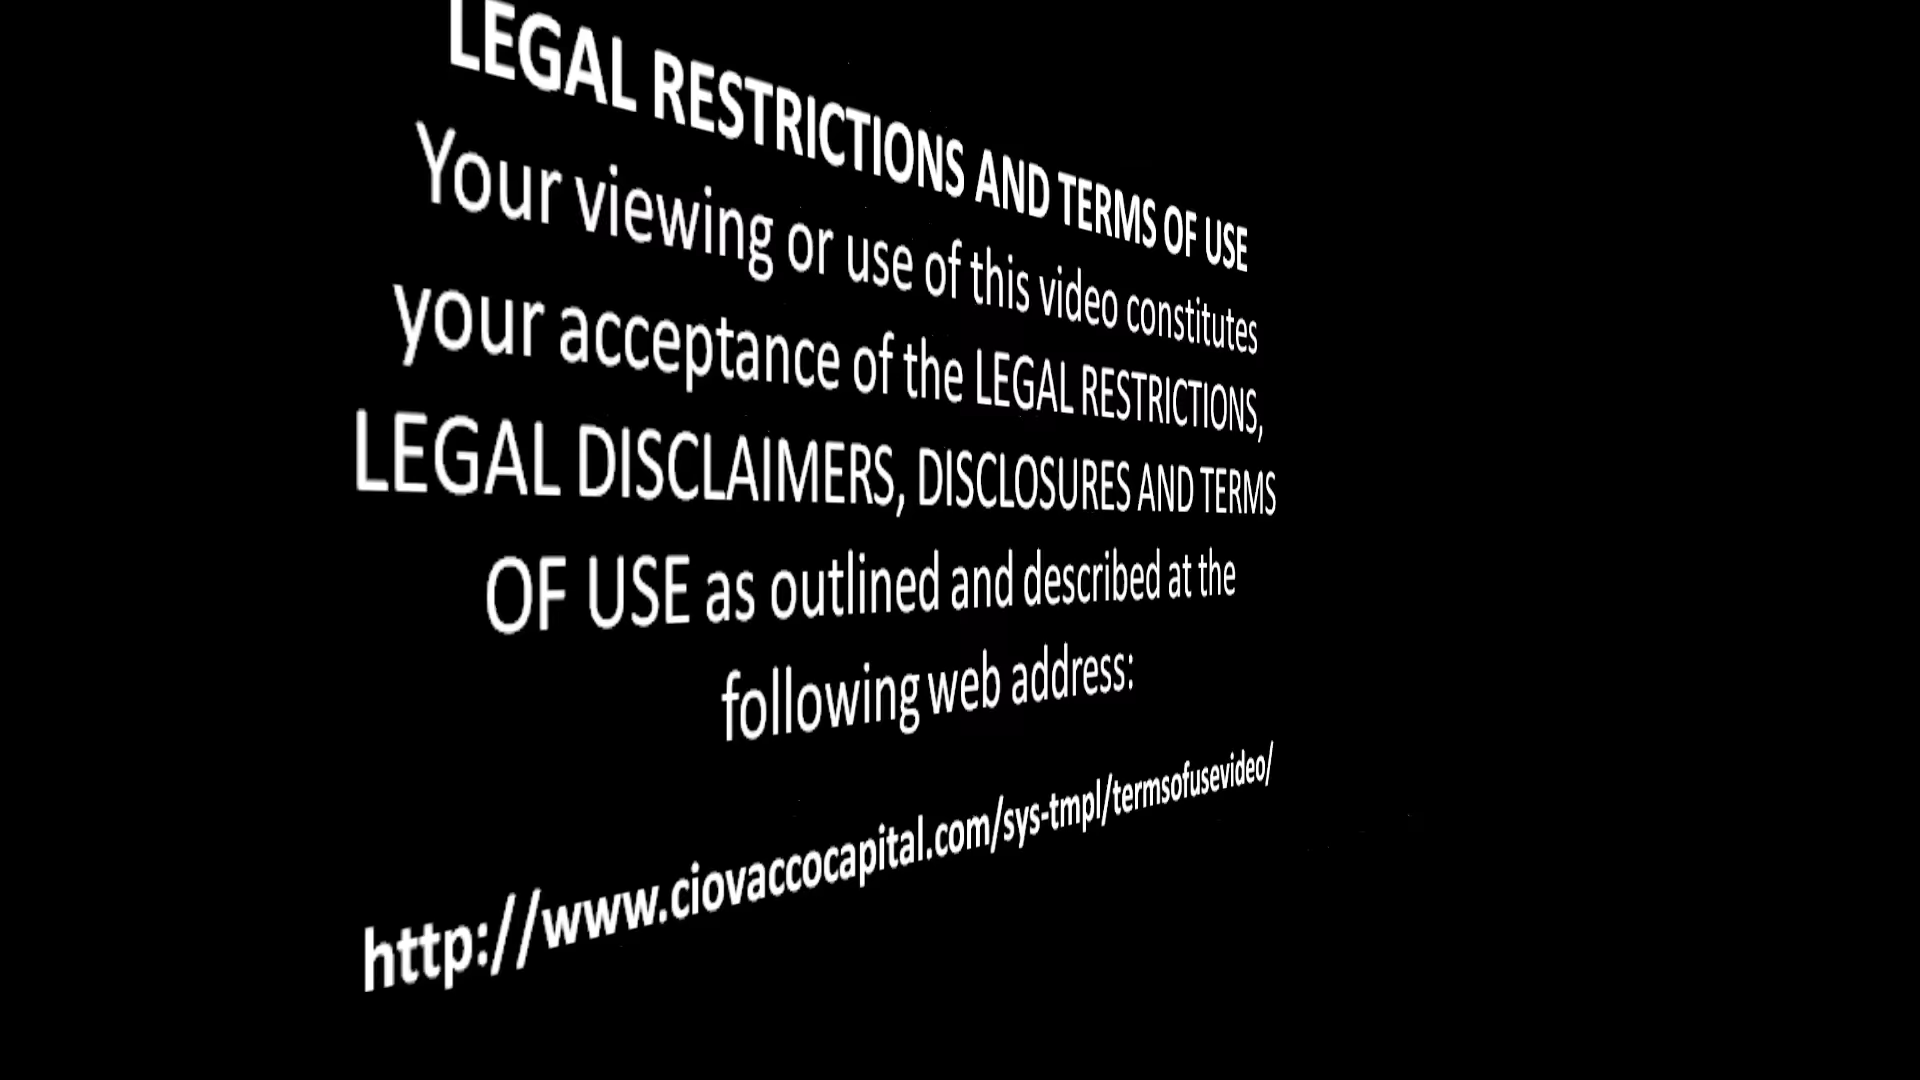 LEGAL RESTRICTIONS AND TERMS OF USE
Your viewing or use of this video constitutes
your acceptance of the LEGAL RESTRICTIONS,
LEGAL DISCLAIMERS, DISCLOSURES AND TERMS
OF USE as outlined and described at the
following web address:
http://www.ciovaccocapital.com/sys-tmpl/termsofusevideo/